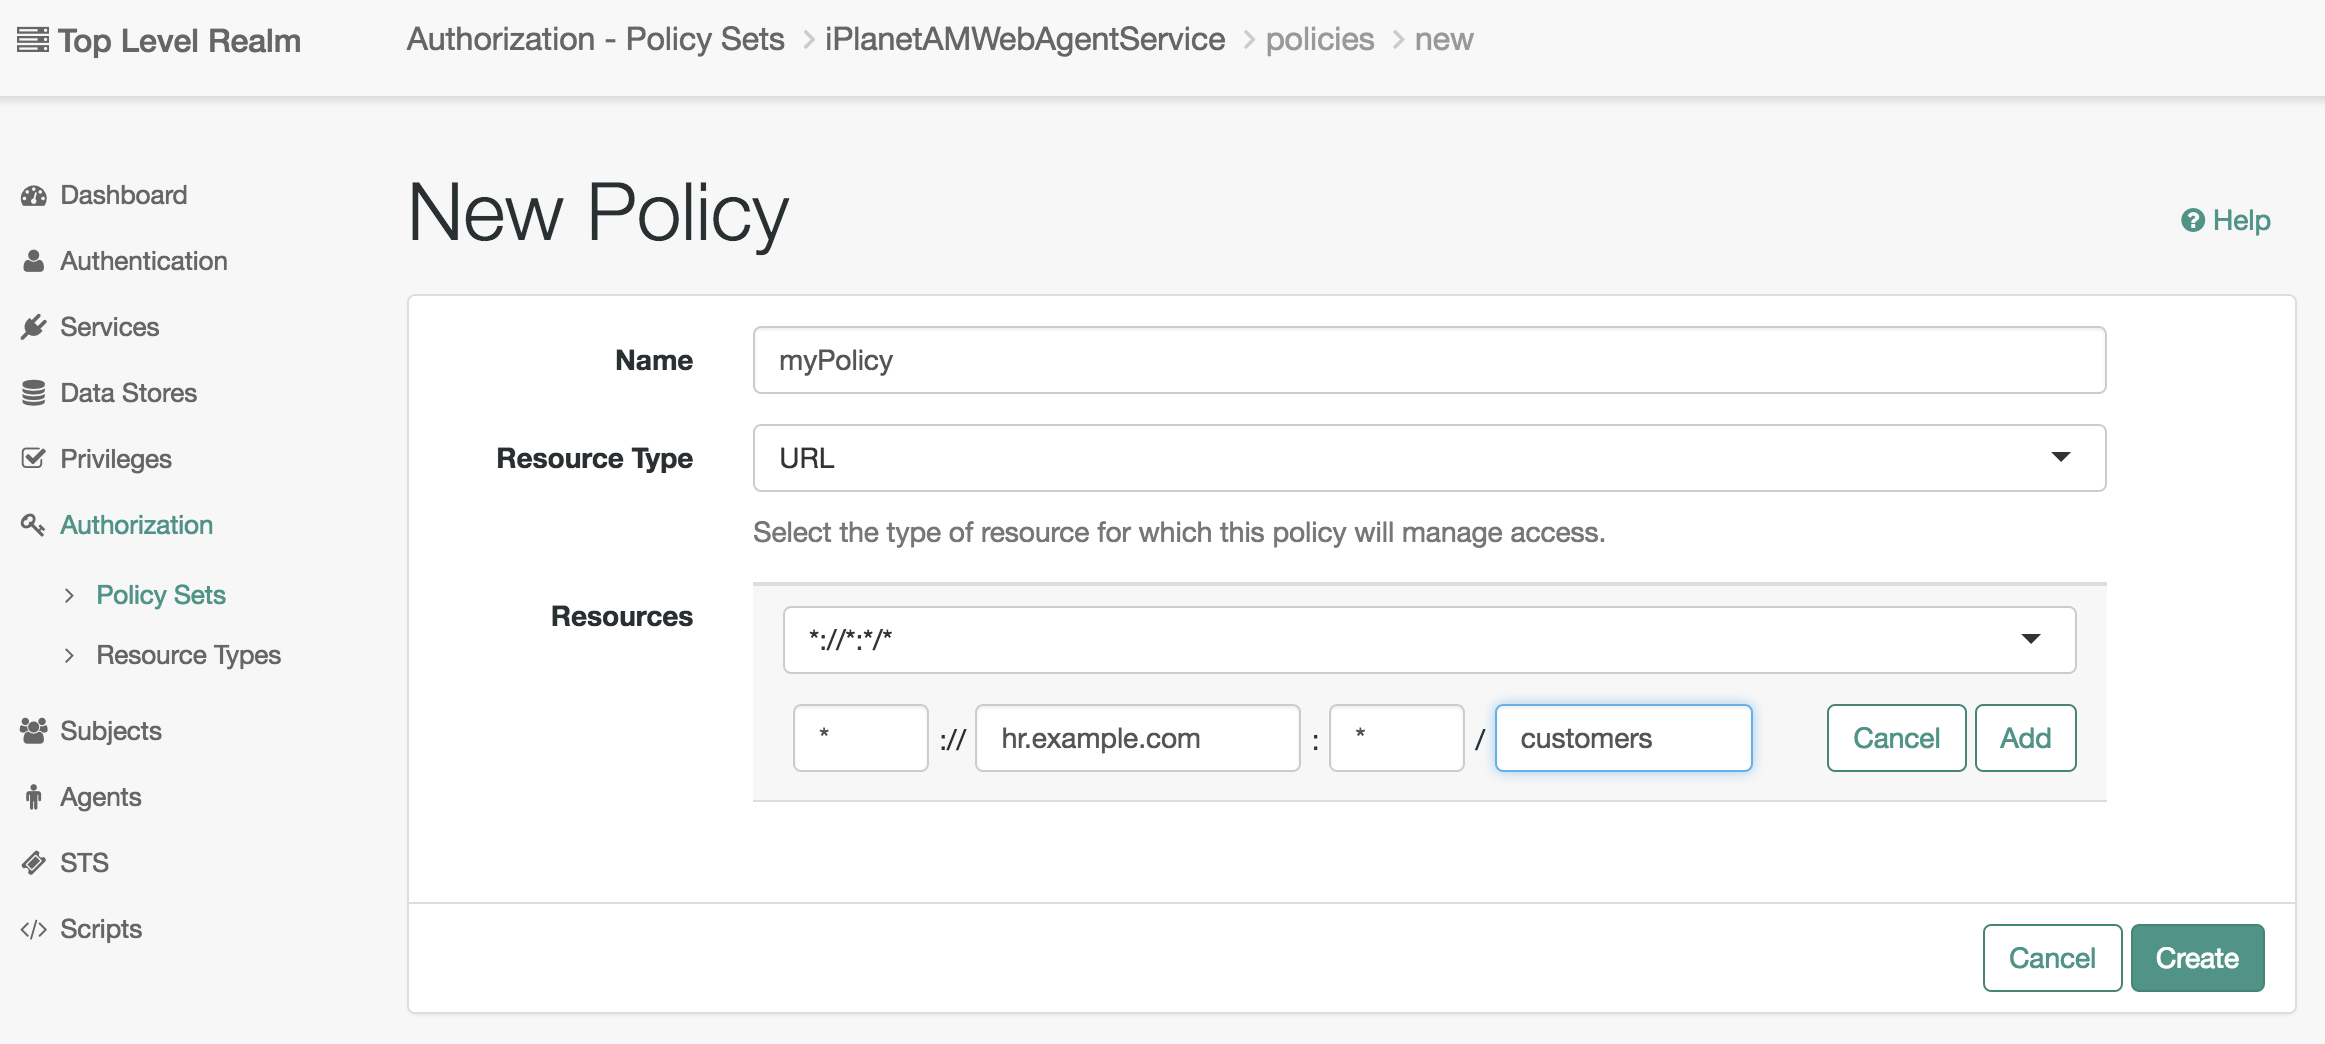 Top Level Realm
Authorization - Policy Sets > iPlanetAMWebAgentService > policies > new
Dashboard
Authentication
Services
Data Stores
Privileges
Authorization
Policy Sets
Resource Types
Subjects
Agents
STS
Scripts
New Policy
Help
Name
myPolicy
Resource Type
URL
Select the type of resource for which this policy will manage access.
Resources
*://*:*/*
* :// hr.example.com : * / customers Cancel Add
Cancel Create